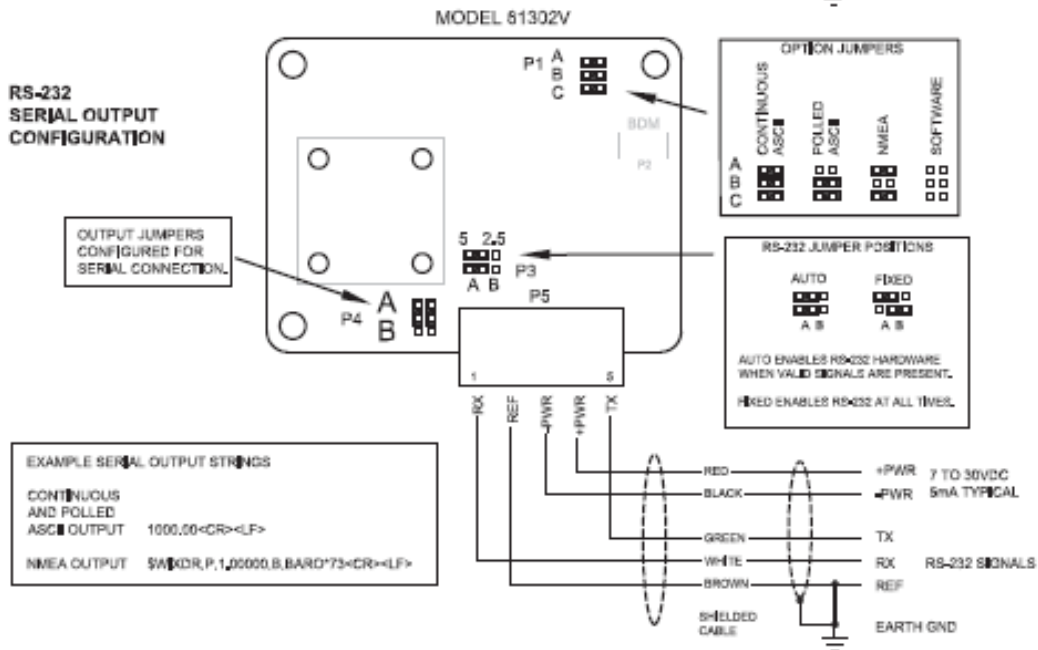 MODEL 81302V
RS-232
SERIAL OUTPUT
CONFIGURATION
P1
A
B
C
BDM
P2
OPTION JUMPERS
CONTINUOUS
ASCII
POLLED
ASCII
NMEA
SOFTWARE
A
B
C
OUTPUT JUMPERS
CONFIGURED FOR
SERIAL CONNECTION.
5 2.5
P3
A B
P4
A
B
P5
1 5
RS-232 JUMPER POSITIONS
AUTO FIXED
A B A B
AUTO ENABLES RS-232 HARDWARE
WHEN VALID SIGNALS ARE PRESENT.
FIXED ENABLES RS-232 AT ALL TIMES.
RX
REF
-PWR
+PWR
TX
EXAMPLE SERIAL OUTPUT STRINGS
CONTINUOUS
AND POLLED
ASCII OUTPUT 1000.00<CR><LF>
NMEA OUTPUT $WIXDR,P,1.00000,B,BARO*73<CR><LF>
RED +PWR 7 TO 30VDC
BLACK -PWR 5mA TYPICAL
GREEN TX
WHITE RX RS-232 SIGNALS
BROWN REF
SHIELDED
CABLE
EARTH GND